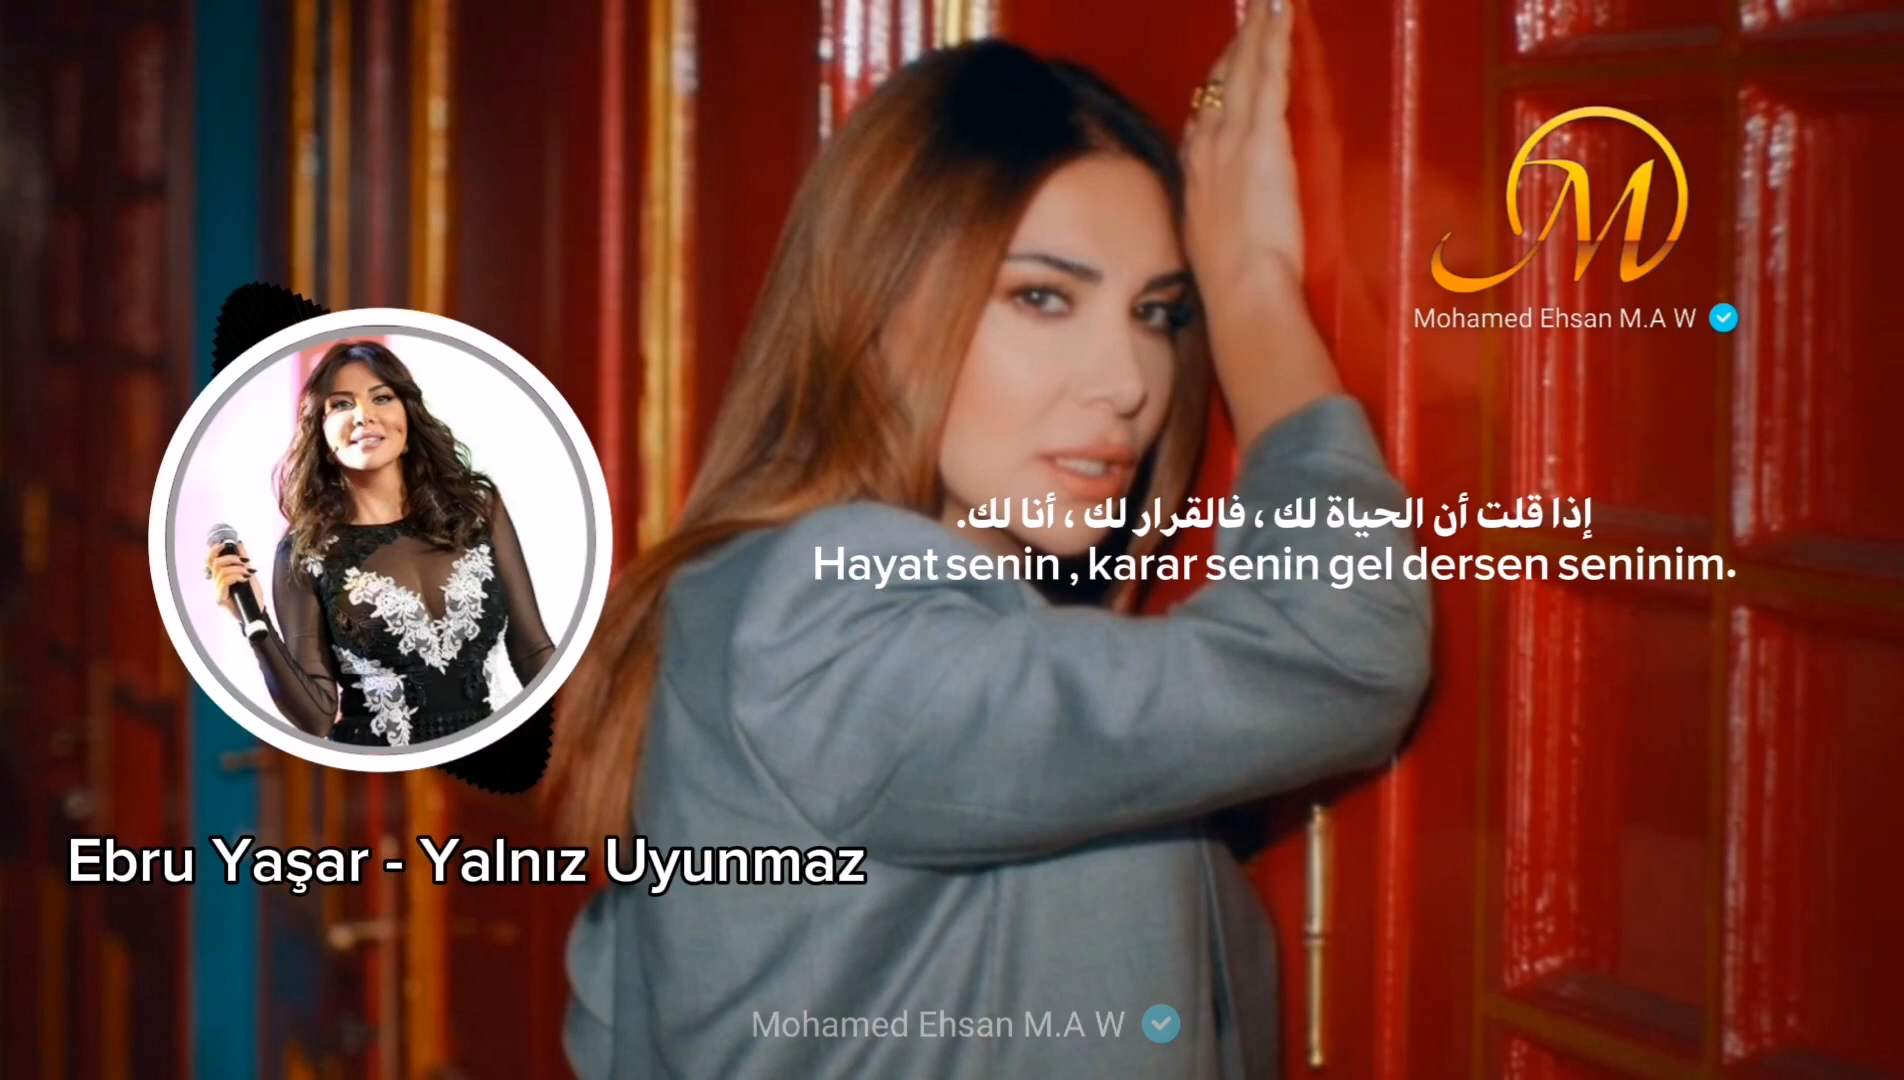 M
Mohamed Ehsan M.A W
إذا قلت أن الحياة لك ، فالقرار لك ، أنا لك.
Hayat senin , karar senin gel dersen seninim.
Ebru Yaşar - Yalnız Uyunmaz
Mohamed Ehsan M.A W